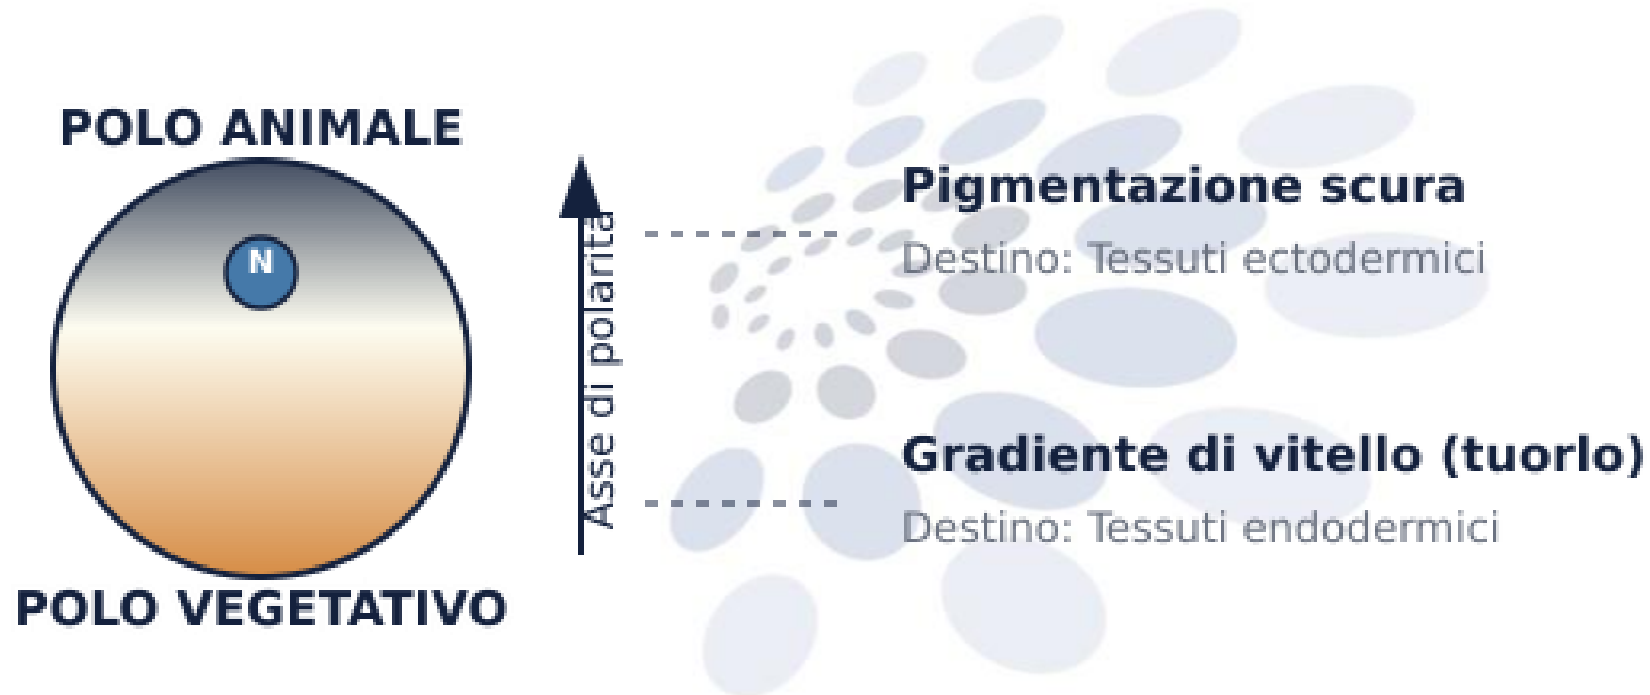 POLO ANIMALE
N
POLO VEGETATIVO
Asse di polarità
Pigmentazione scura
Destino: Tessuti ectodermici
Gradiente di vitello (tuorlo)
Destino: Tessuti endodermici